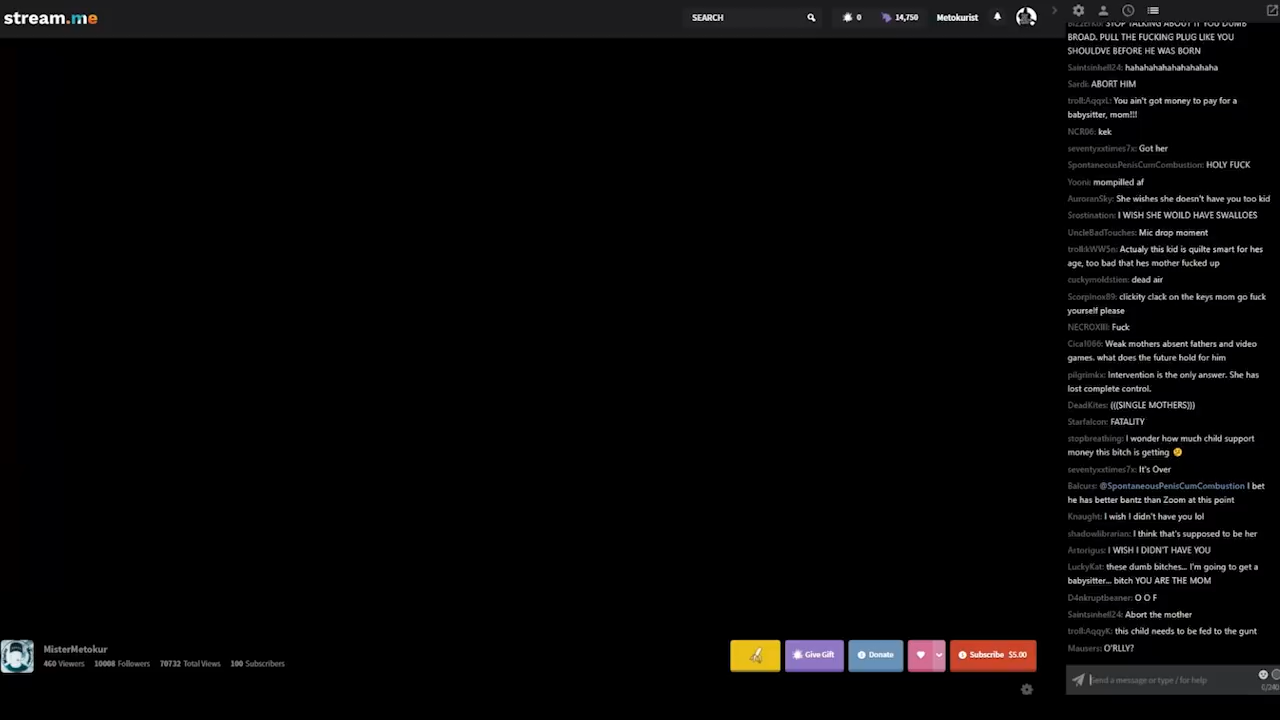 stream.me
SEARCH
0
14,750
Metokurist
STOP TALKING ABOUT IT YOU DUMB
BROAD. PULL THE FUCKING PLUG LIKE YOU
SHOULDVE BEFORE HE WAS BORN
Saintsinhell24: hahahahahahahahahaha
Sardi: ABORT HIM
troll:AqqxL: You ain't got money to pay for a
babysitter, mom!!!
NCR06: kek
seventyxxtimes7x: Got her
SpontaneousPenisCumCombustion: HOLY FUCK
Yooni: mompilled af
AuroranSky: She wishes she doesn't have you too kid
Srostination: I WISH SHE WOILD HAVE SWALLOES
UncleBadTouches: Mic drop moment
troll:kWW5n: Actualy this kid is quilte smart for hes
age, too bad that hes mother fucked up
cuckymoldstien: dead air
Scorpinox89: clickity clack on the keys mom go fuck
yourself please
NECROXIII: Fuck
Cica1066: Weak mothers absent fathers and video
games. what does the future hold for him
pilgrimkx: Intervention is the only answer. She has
lost complete control.
DeadKites: (((SINGLE MOTHERS)))
Starfalcon: FATALITY
stopbreathing: I wonder how much child support
money this bitch is getting 🤔
seventyxxtimes7x: It's Over
Balcurs: @SpontaneousPenisCumCombustion I bet
he has better bantz than Zoom at this point
Knaught: I wish I didn't have you lol
shadowlibrarian: I think that's supposed to be her
Artorigus: I WISH I DIDN'T HAVE YOU
LuckyKat: these dumb bitches... I'm going to get a
babysitter... bitch YOU ARE THE MOM
D4nkruptbeaner: O O F
Saintsinhell24: Abort the mother
troll:AqqyK: this child needs to be fed to the gunt
Mausers: O'RLLY?
Send a message or type / for help
0/240
MisterMetokur
460 Viewers 10008 Followers 70732 Total Views 100 Subscribers
Give Gift
Donate
Subscribe $5.00